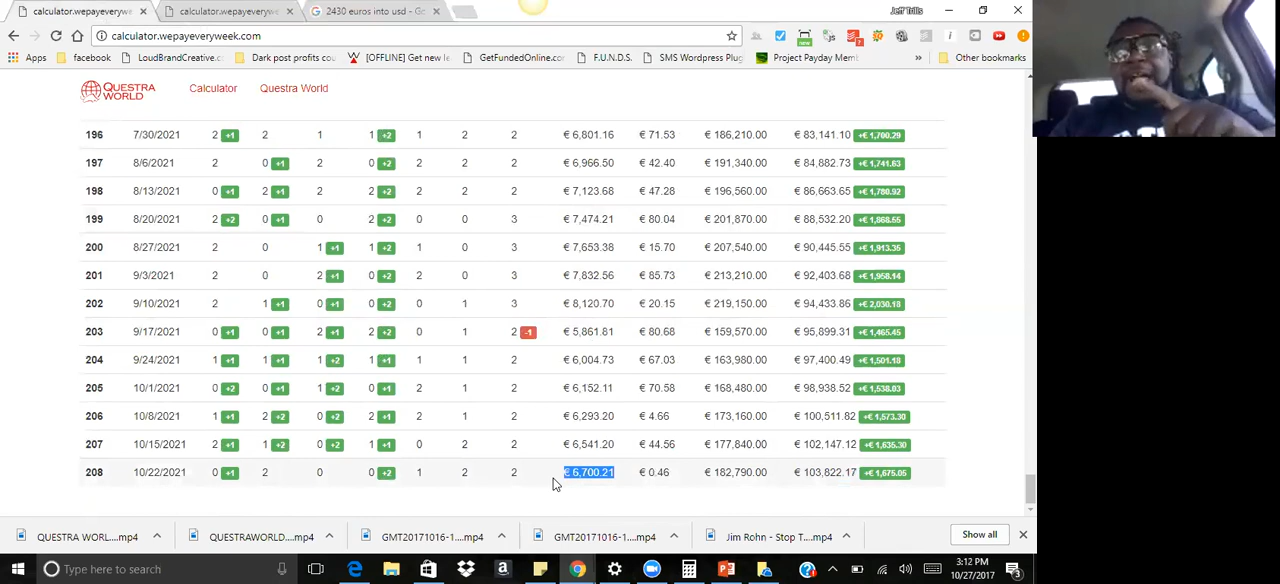 calculator.wepayeveryw
calculator.wepayeveryw
2430 euros into usd - Go
Jeff Trills
calculator.wepayeveryweek.com
new
7
Apps facebook LoudBrandCreative.c Dark post profits cou [OFFLINE] Get new le GetFundedOnline.cor F.U.N.D.S. SMS Wordpress Plug Project Payday Memb » Other bookmarks
QUESTRA WORLD Calculator Questra World
196 7/30/2021 2 +1 2 1 1 +2 1 2 2 € 6,801.16 € 71.53 € 186,210.00 € 83,141.10 +€ 1,700.29
197 8/6/2021 2 0 +1 2 0 +2 2 2 2 € 6,966.50 € 42.40 € 191,340.00 € 84,882.73 +€ 1,741.63
198 8/13/2021 0 +1 2 +1 2 2 +2 2 2 2 € 7,123.68 € 47.28 € 196,560.00 € 86,663.65 +€ 1,780.92
199 8/20/2021 2 +2 0 +1 0 2 +2 0 0 3 € 7,474.21 € 80.04 € 201,870.00 € 88,532.20 +€ 1,868.55
200 8/27/2021 2 0 1 +1 1 +2 1 0 3 € 7,653.38 € 15.70 € 207,540.00 € 90,445.55 +€ 1,913.35
201 9/3/2021 2 0 2 +1 0 +2 2 0 3 € 7,832.56 € 85.73 € 213,210.00 € 92,403.68 +€ 1,958.14
202 9/10/2021 2 1 +1 0 +1 0 +2 0 1 3 € 8,120.70 € 20.15 € 219,150.00 € 94,433.86 +€ 2,030.18
203 9/17/2021 0 +1 0 +1 2 +1 2 +2 0 1 2 -1 € 5,861.81 € 80.68 € 159,570.00 € 95,899.31 +€ 1,465.45
204 9/24/2021 1 +1 1 +1 1 +2 1 +1 1 1 2 € 6,004.73 € 67.03 € 163,980.00 € 97,400.49 +€ 1,501.18
205 10/1/2021 0 +2 0 +1 1 +2 0 +1 2 1 2 € 6,152.11 € 70.58 € 168,480.00 € 98,938.52 +€ 1,538.03
206 10/8/2021 1 +1 2 +2 0 +2 2 +1 2 1 2 € 6,293.20 € 4.66 € 173,160.00 € 100,511.82 +€ 1,573.30
207 10/15/2021 2 +1 1 +2 0 +2 1 +1 0 2 2 € 6,541.20 € 44.56 € 177,840.00 € 102,147.12 +€ 1,635.30
208 10/22/2021 0 +1 2 0 0 +2 1 2 2 € 6,700.21 € 0.46 € 182,790.00 € 103,822.17 +€ 1,675.05
QUESTRA WORL....mp4 QUESTRAWORLD....mp4 GMT20171016-1....mp4 GMT20171016-1....mp4 Jim Rohn - Stop T....mp4 Show all
Type here to search
3:12 PM
10/27/2017
3